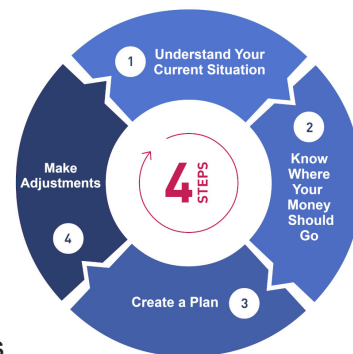 1
Understand Your
Current Situation
2
Know
Where
Your
Money
Should
Go
3
Create a Plan
4
Make
Adjustments
4
STEPS
s